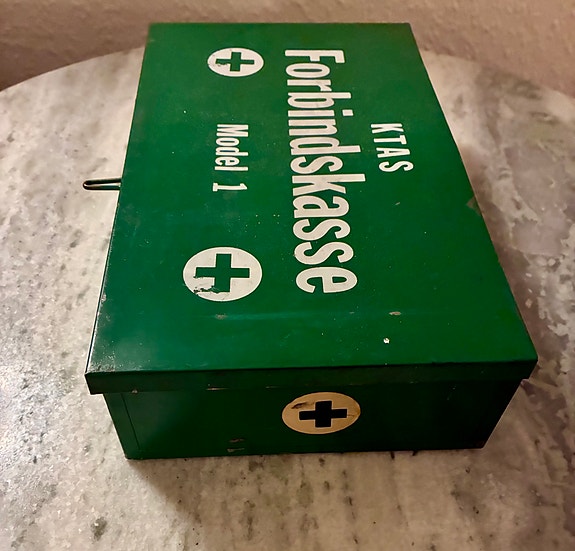 KTAS
Forbindskasse
Model 1